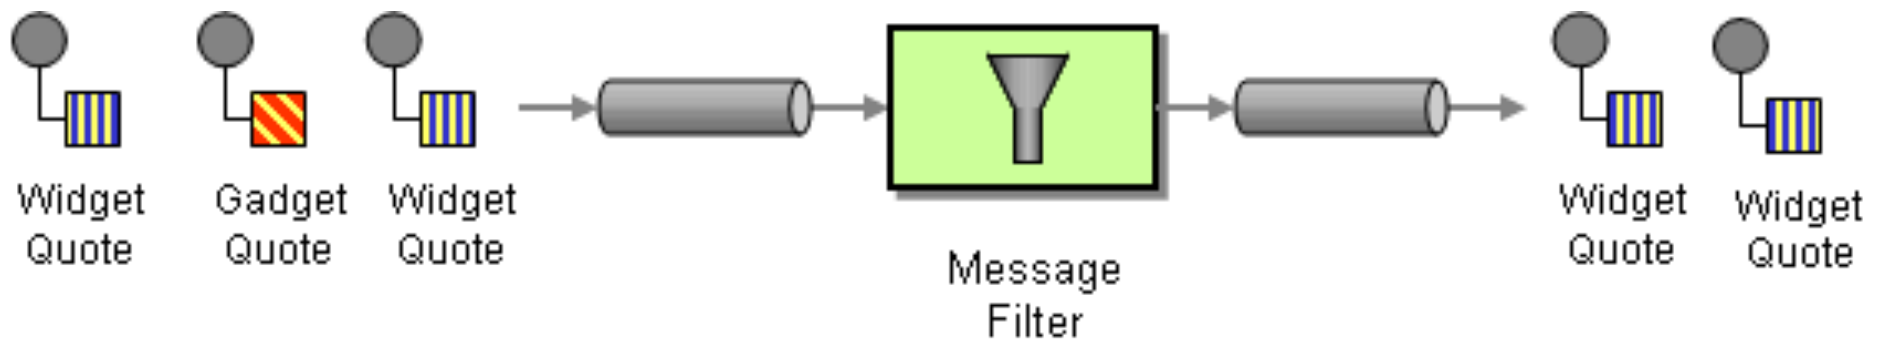 Widget
Quote
Gadget
Quote
Widget
Quote
Message
Filter
Widget
Quote
Widget
Quote